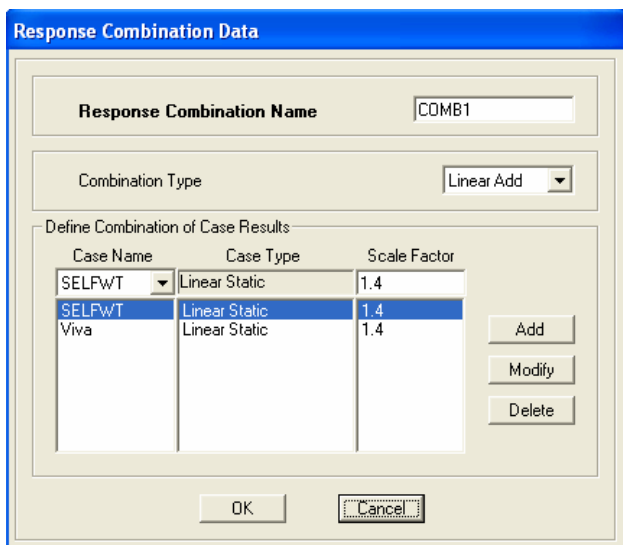 Response Combination Data
Response Combination Name COMB1
Combination Type Linear Add
Define Combination of Case Results
Case Name Case Type Scale Factor
SELFWT Linear Static 1.4
SELFWT Linear Static 1.4
Viva Linear Static 1.4
Add
Modify
Delete
OK Cancel